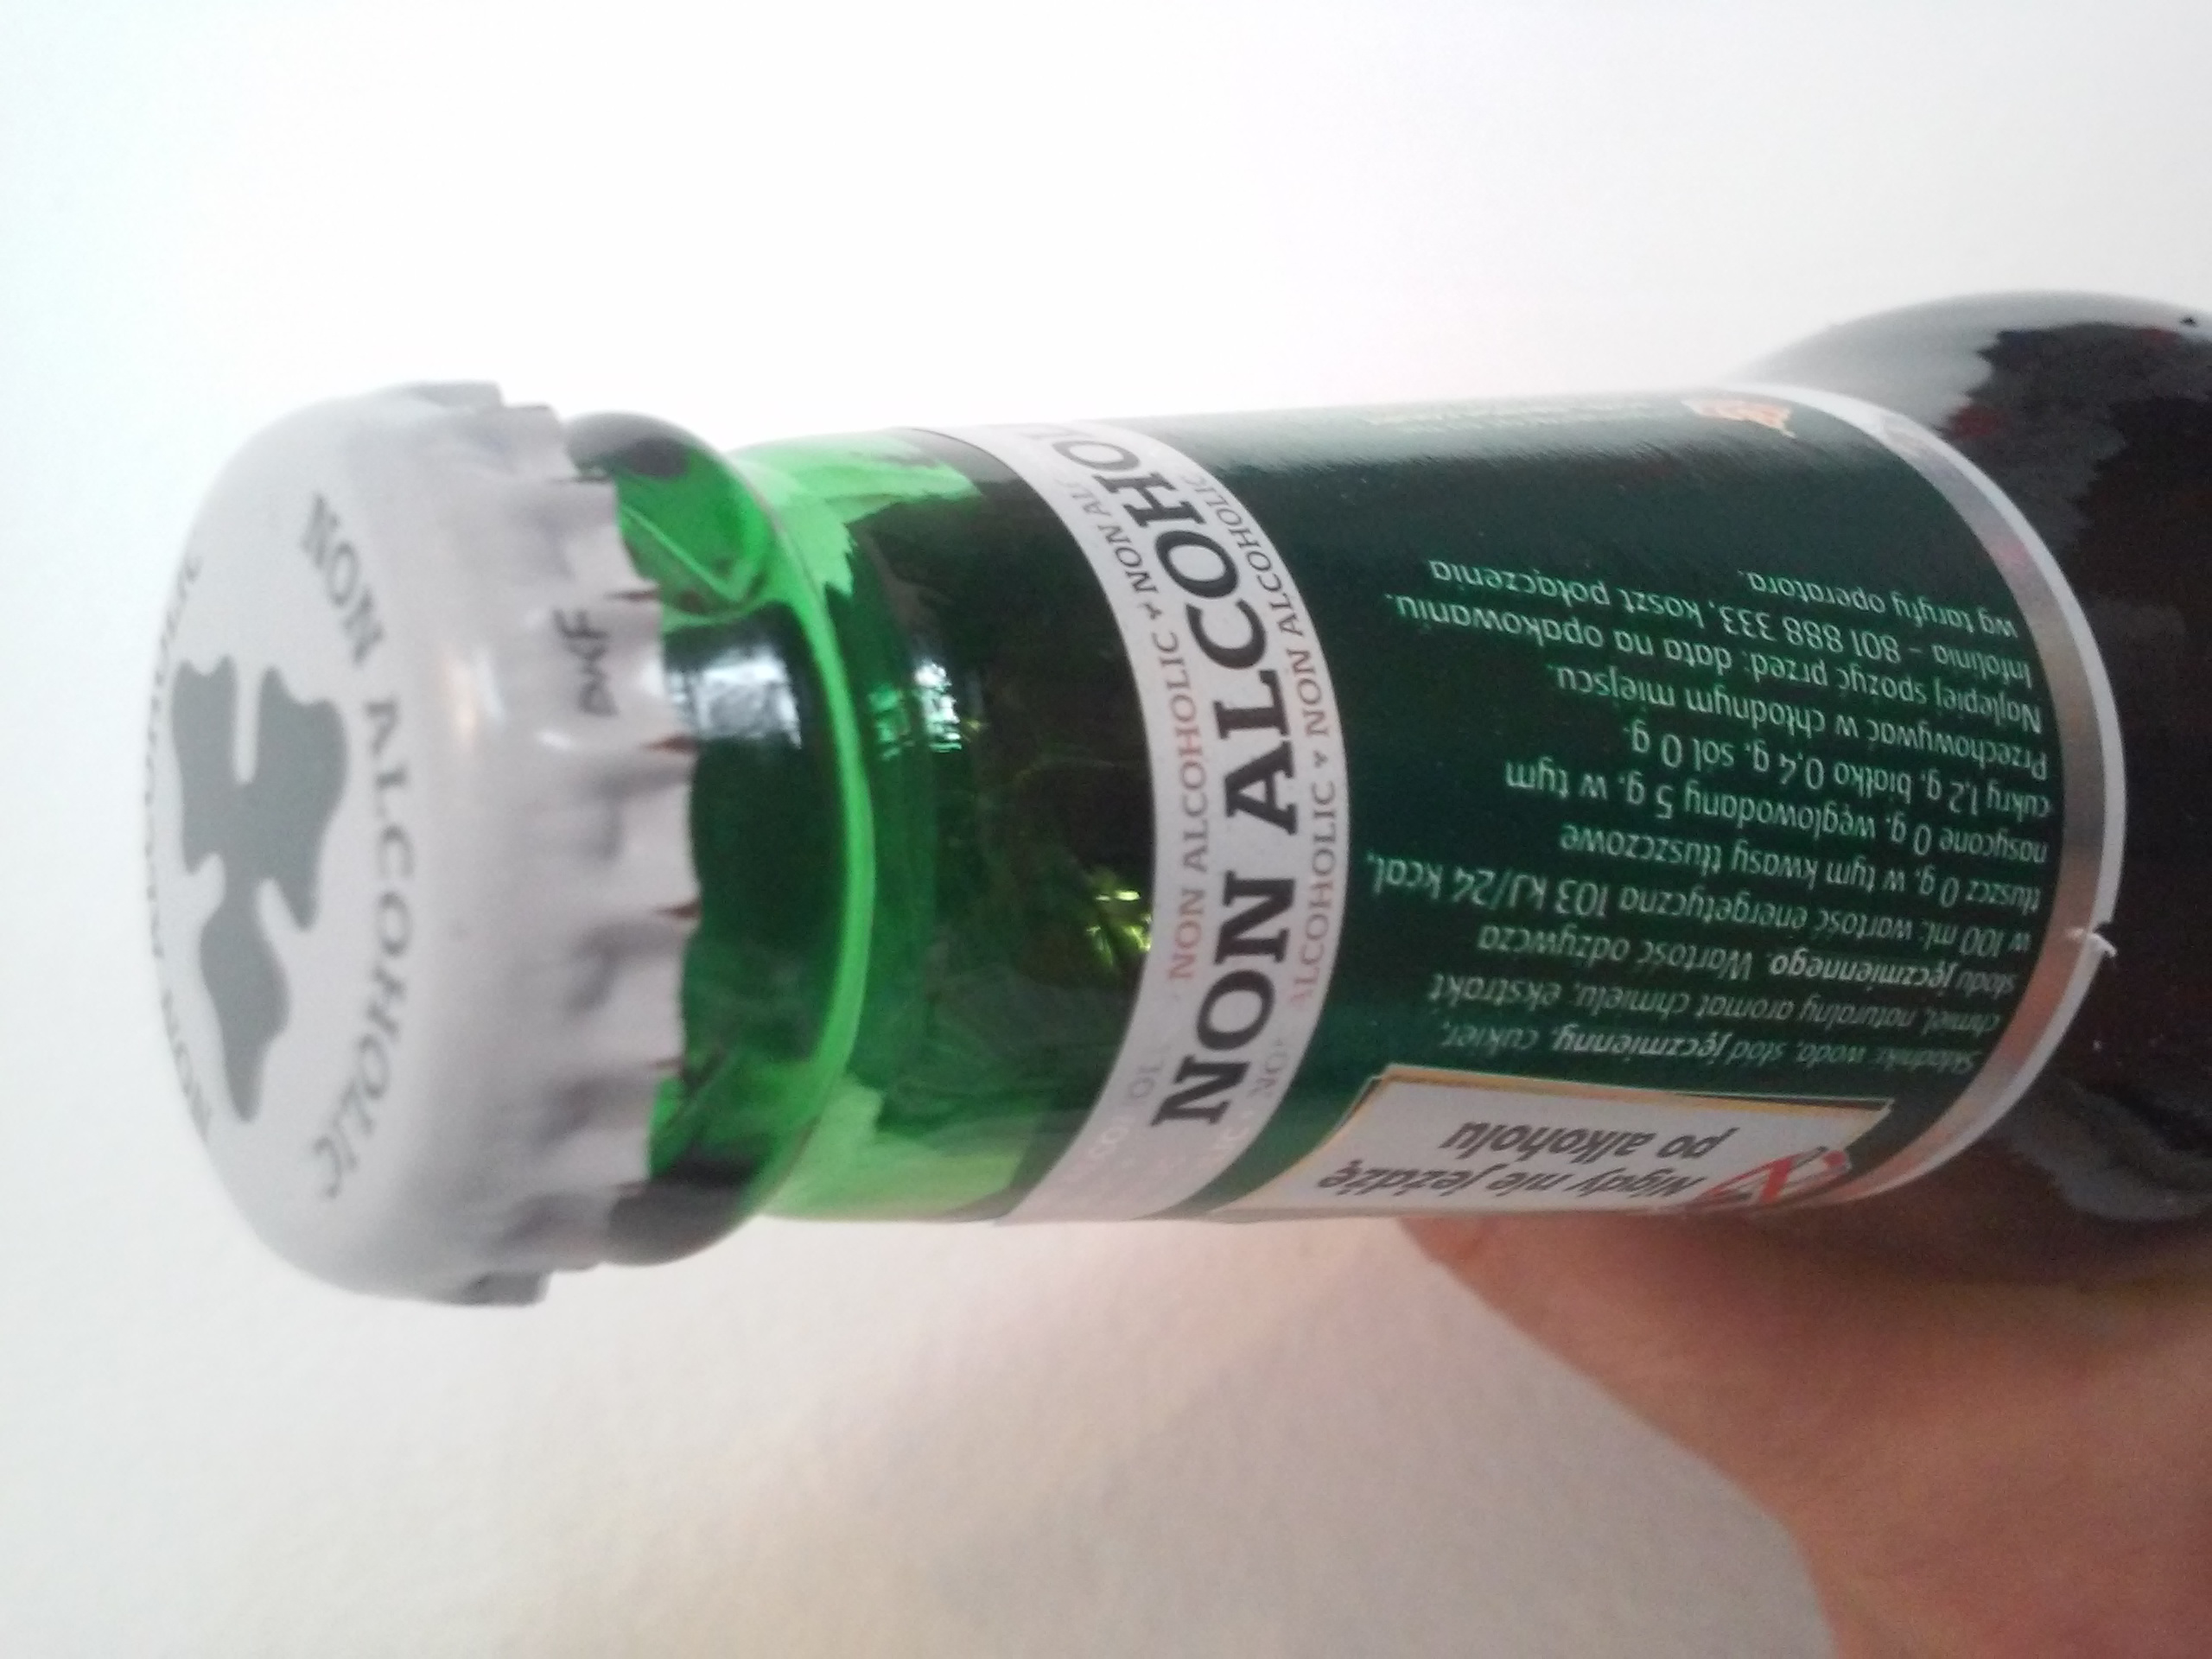 NON ALCOHOLIC
NON
PKF
NON ALCOHOLIC ▾ NON AL
NON ALCOHO
ALCOHOLIC ▾ NON ALCOHOLIC
Nigdy nie jeżdżę
po alkoholu
Składniki: woda, słód jęczmienny, cukier,
chmiel, naturalny aromat chmielu, ekstrakt
słodu jęczmiennego. Wartość odżywcza
w 100 ml: wartość energetyczna 103 kJ/24 kcal,
tłuszcz 0 g, w tym kwasy tłuszczowe
nasycone 0 g, węglowodany 5 g, w tym
cukry 1,2 g, białko 0,4 g, sól 0 g.
Przechowywać w chłodnym miejscu.
Najlepiej spożyć przed: data na opakowaniu.
Infolinia – 801 888 333, koszt połączenia
wg taryfy operatora.